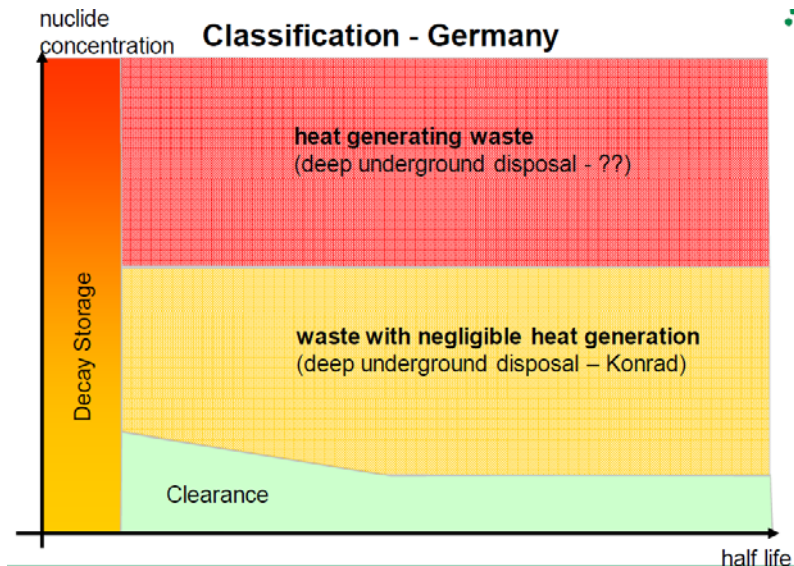 nuclide
concentration
Classification - Germany
heat generating waste
(deep underground disposal - ??)
Decay Storage
waste with negligible heat generation
(deep underground disposal – Konrad)
Clearance
half life